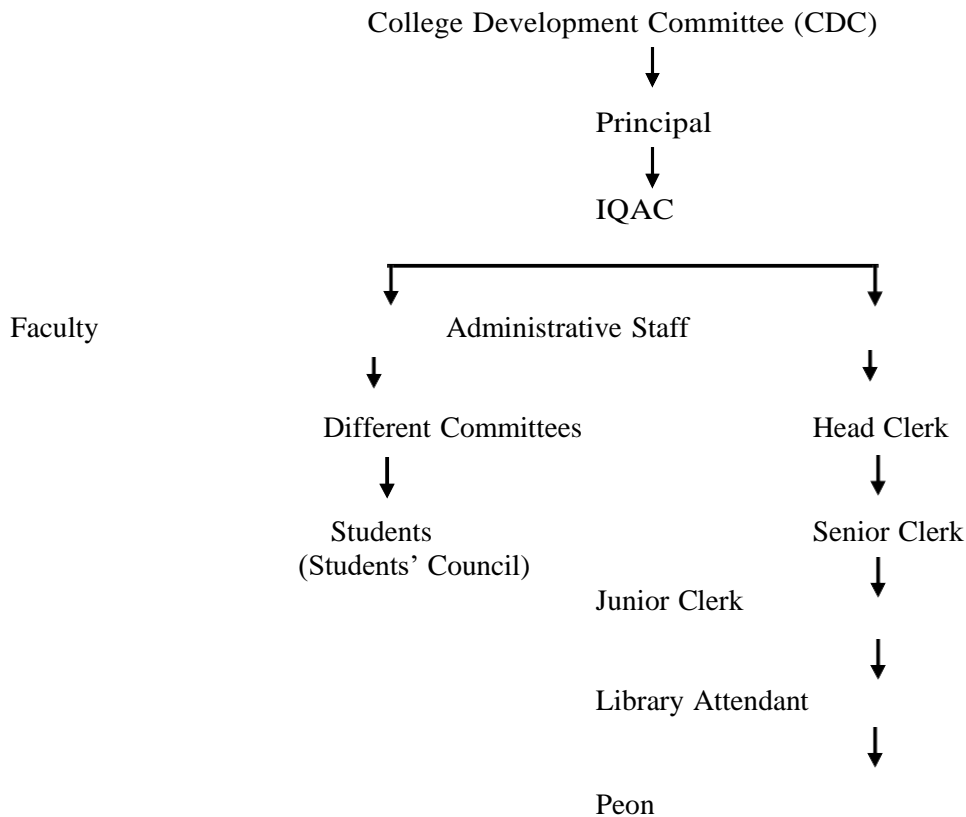 College Development Committee (CDC)
Principal
IQAC
Faculty Administrative Staff
Different Committees Head Clerk
Students Senior Clerk
(Students’ Council)
Junior Clerk
Library Attendant
Peon